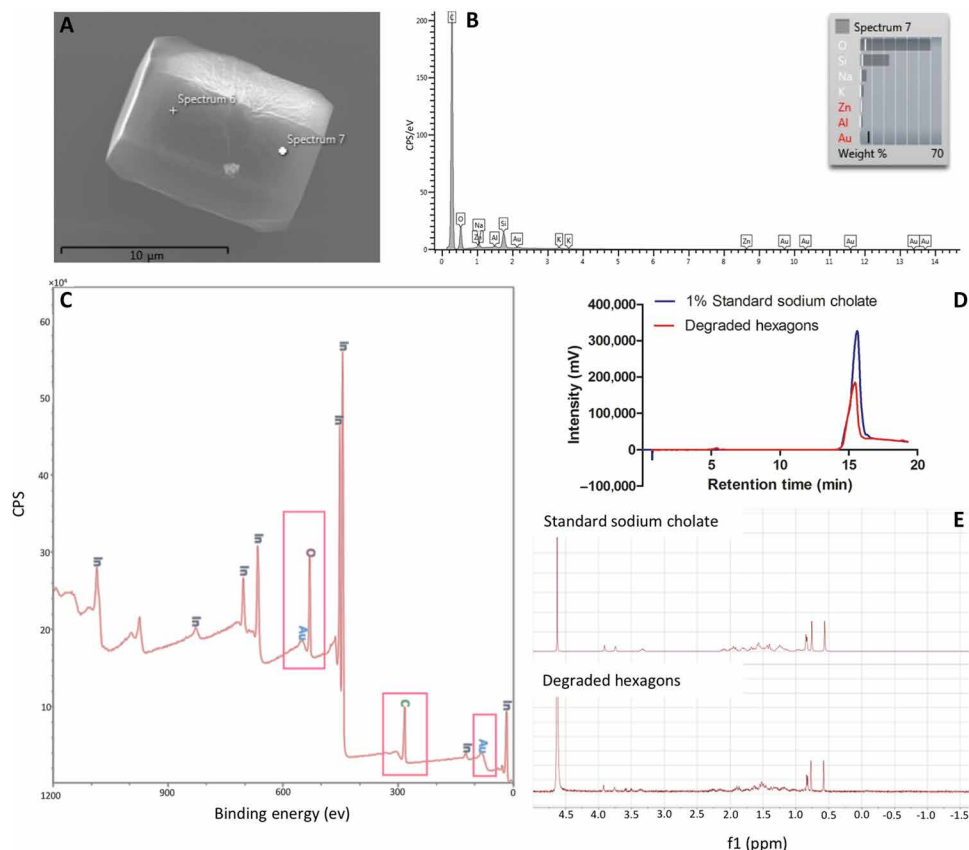 A
Spectrum 6
Spectrum 7
10 µm
B
CPS/eV
200
150
100
50
0
C
O
Na
Zn
Al
Si
Au
K
K
Zn
Au
Au
Au
Au
Au
0 1 2 3 4 5 6 7 8 9 10 11 12 13 14
Spectrum 7
O
Si
Na
K
Zn
Al
Au
Weight % 70
C
×10⁴
CPS
60
50
40
30
20
10
In
In
In
In
Au
O
In
In
C
In
Au
In
1200 900 600 300 0
Binding energy (ev)
D
1% Standard sodium cholate
Degraded hexagons
Intensity (mV)
400,000
300,000
200,000
100,000
0
–100,000
5 10 15 20
Retention time (min)
E
Standard sodium cholate
Degraded hexagons
4.5 4.0 3.5 3.0 2.5 2.0 1.5 1.0 0.5 0.0 -0.5 -1.0 -1.5
f1 (ppm)